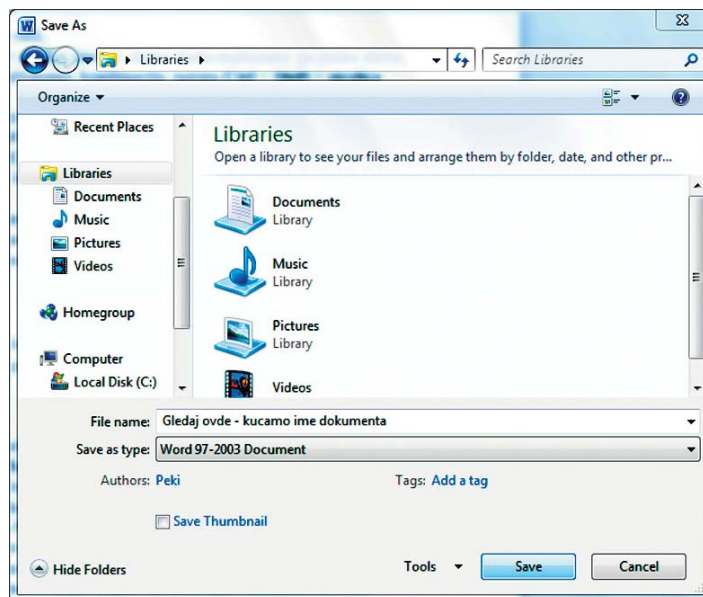 Save As
Libraries
Search Libraries
Organize
Recent Places
Libraries
Documents
Music
Pictures
Videos
Homegroup
Computer
Local Disk (C:)
Libraries
Open a library to see your files and arrange them by folder, date, and other pr...
Documents
Library
Music
Library
Pictures
Library
Videos
File name: Gledaj ovde - kucamo ime dokumenta
Save as type: Word 97-2003 Document
Authors: Peki Tags: Add a tag
Save Thumbnail
Hide Folders Tools Save Cancel